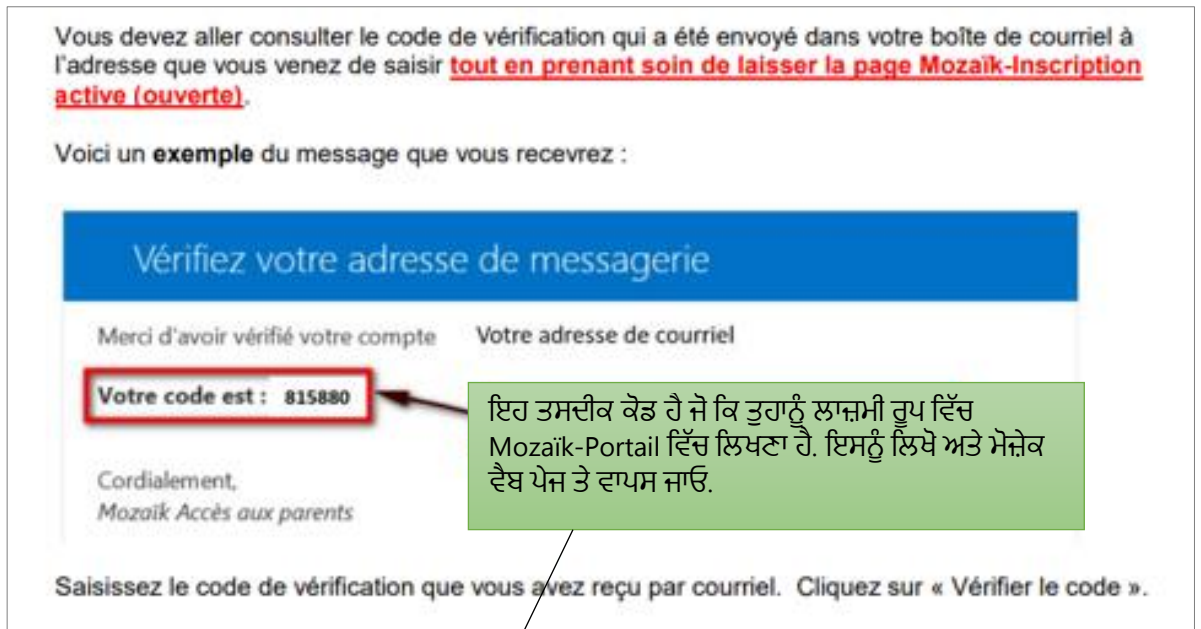 Vous devez aller consulter le code de vérification qui a été envoyé dans votre boîte de courriel à
l'adresse que vous venez de saisir tout en prenant soin de laisser la page Mozaïk-Inscription
active (ouverte).
Voici un exemple du message que vous recevrez :
Vérifiez votre adresse de messagerie
Merci d'avoir vérifié votre compte Votre adresse de courriel
Votre code est : 815880
ਇਹ ਤਸਦੀਕ ਕੋਡ ਹੈ ਜੋ ਕਿ ਤੁਹਾਨੂੰ ਲਾਜ਼ਮੀ ਰੂਪ ਵਿੱਚ
Mozaïk-Portail ਵਿੱਚ ਲਿਖਣਾ ਹੈ. ਇਸਨੂੰ ਲਿਖੋ ਅਤੇ ਮੋਜ਼ੇਕ
ਵੈਬ ਪੇਜ ਤੇ ਵਾਪਸ ਜਾਓ.
Cordialement,
Mozaïk Accès aux parents
Saisissez le code de vérification que vous avez reçu par courriel. Cliquez sur « Vérifier le code ».